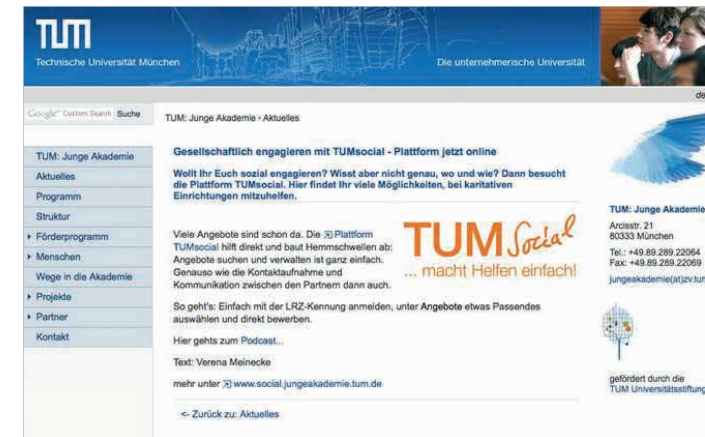 TUM
Technische Universität München
Die unternehmerische Universität
de
Google™ Custom Search Suche
TUM: Junge Akademie › Aktuelles
TUM: Junge Akademie
Aktuelles
Programm
Struktur
Förderprogramm
Menschen
Wege in die Akademie
Projekte
Partner
Kontakt
Gesellschaftlich engagieren mit TUMsocial - Plattform jetzt online
Wollt Ihr Euch sozial engagieren? Wisst aber nicht genau, wo und wie? Dann besucht
die Plattform TUMsocial. Hier findet Ihr viele Möglichkeiten, bei karitativen
Einrichtungen mitzuhelfen.
Viele Angebote sind schon da. Die Plattform
TUMsocial hilft direkt und baut Hemmschwellen ab:
Angebote suchen und verwalten ist ganz einfach.
Genauso wie die Kontaktaufnahme und
Kommunikation zwischen den Partnern dann auch.
TUM Social
... macht Helfen einfach!
So geht's: Einfach mit der LRZ-Kennung anmelden, unter Angebote etwas Passendes
auswählen und direkt bewerben.
Hier gehts zum Podcast...
Text: Verena Meinecke
mehr unter www.social.jungeakademie.tum.de
<- Zurück zu: Aktuelles
TUM: Junge Akademie
Arcisstr. 21
80333 München
Tel.: +49.89.289.22064
Fax: +49.89.289.22069
jungeakademie(at)zv.tum
gefördert durch die
TUM Universitätsstiftung